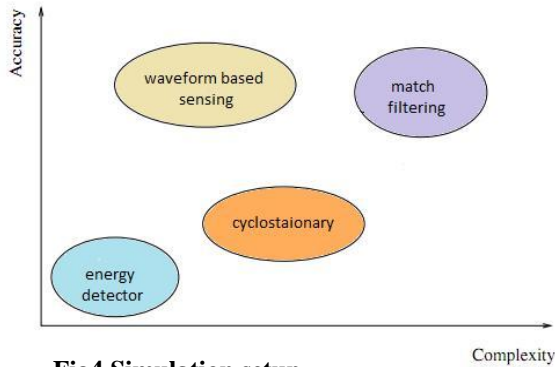 Accuracy
waveform based
sensing
match
filtering
cyclostaionary
energy
detector
Complexity
Fig4 Simulation setup